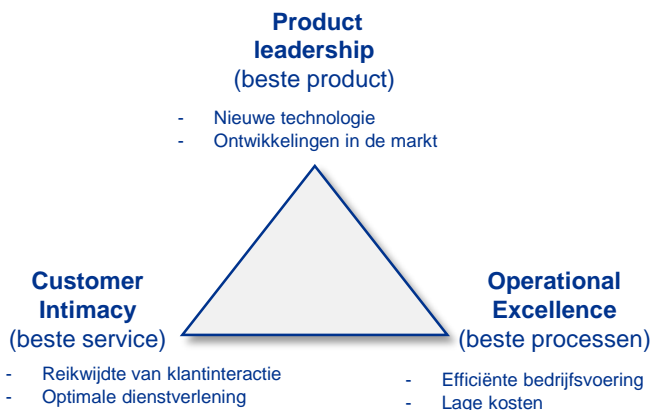 Product
leadership
(beste product)
- Nieuwe technologie
- Ontwikkelingen in de markt
Customer
Intimacy
(beste service)
- Reikwijdte van klantinteractie
- Optimale dienstverlening
Operational
Excellence
(beste processen)
- Efficiënte bedrijfsvoering
- Lage kosten